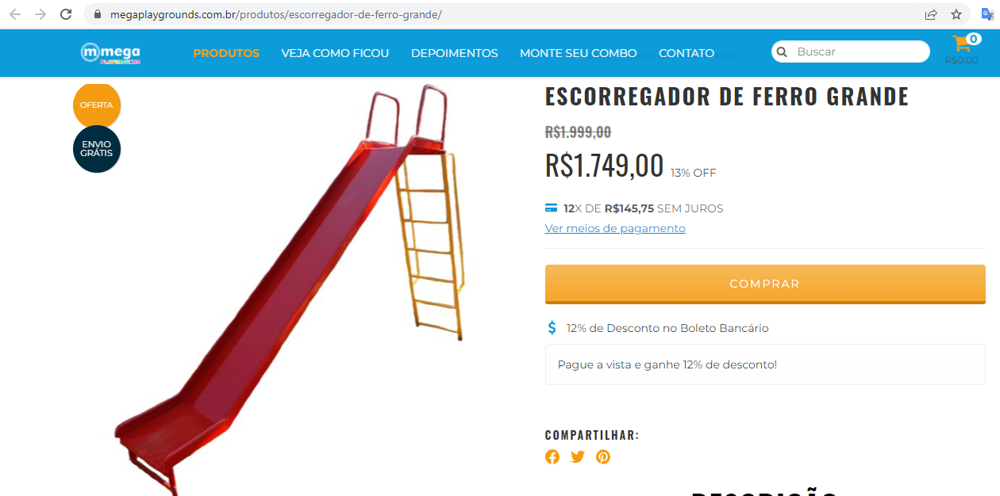 megaplaygrounds.com.br/produtos/escorregador-de-ferro-grande/
mega
PLAYGROUNDS
PRODUTOS
VEJA COMO FICOU
DEPOIMENTOS
MONTE SEU COMBO
CONTATO
Buscar
0
R$0,00
OFERTA
ENVIO
GRÁTIS
ESCORREGADOR DE FERRO GRANDE
R$1.999,00
R$1.749,00 13% OFF
12X DE R$145,75 SEM JUROS
Ver meios de pagamento
COMPRAR
12% de Desconto no Boleto Bancário
Pague a vista e ganhe 12% de desconto!
COMPARTILHAR:
DESCRIÇÃO